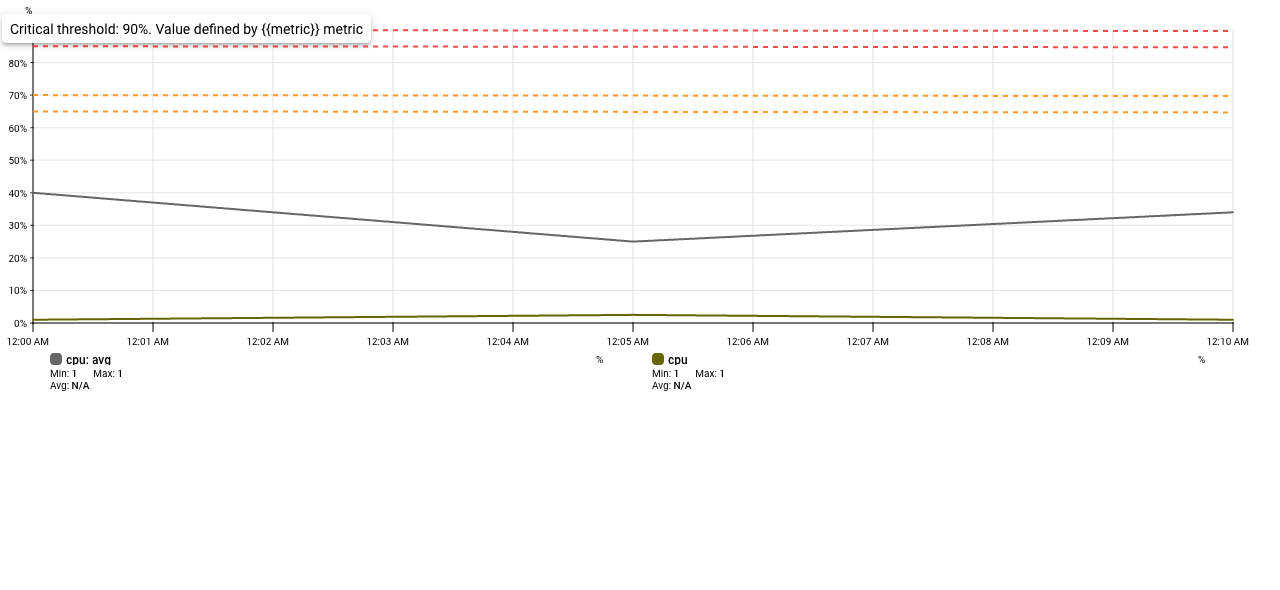 %
Critical threshold: 90%. Value defined by {{metric}} metric
80%
70%
60%
50%
40%
30%
20%
10%
0%
12:00 AM 12:01 AM 12:02 AM 12:03 AM 12:04 AM 12:05 AM 12:06 AM 12:07 AM 12:08 AM 12:09 AM 12:10 AM
cpu: avg % cpu %
Min: 1 Max: 1 Min: 1 Max: 1
Avg: N/A Avg: N/A